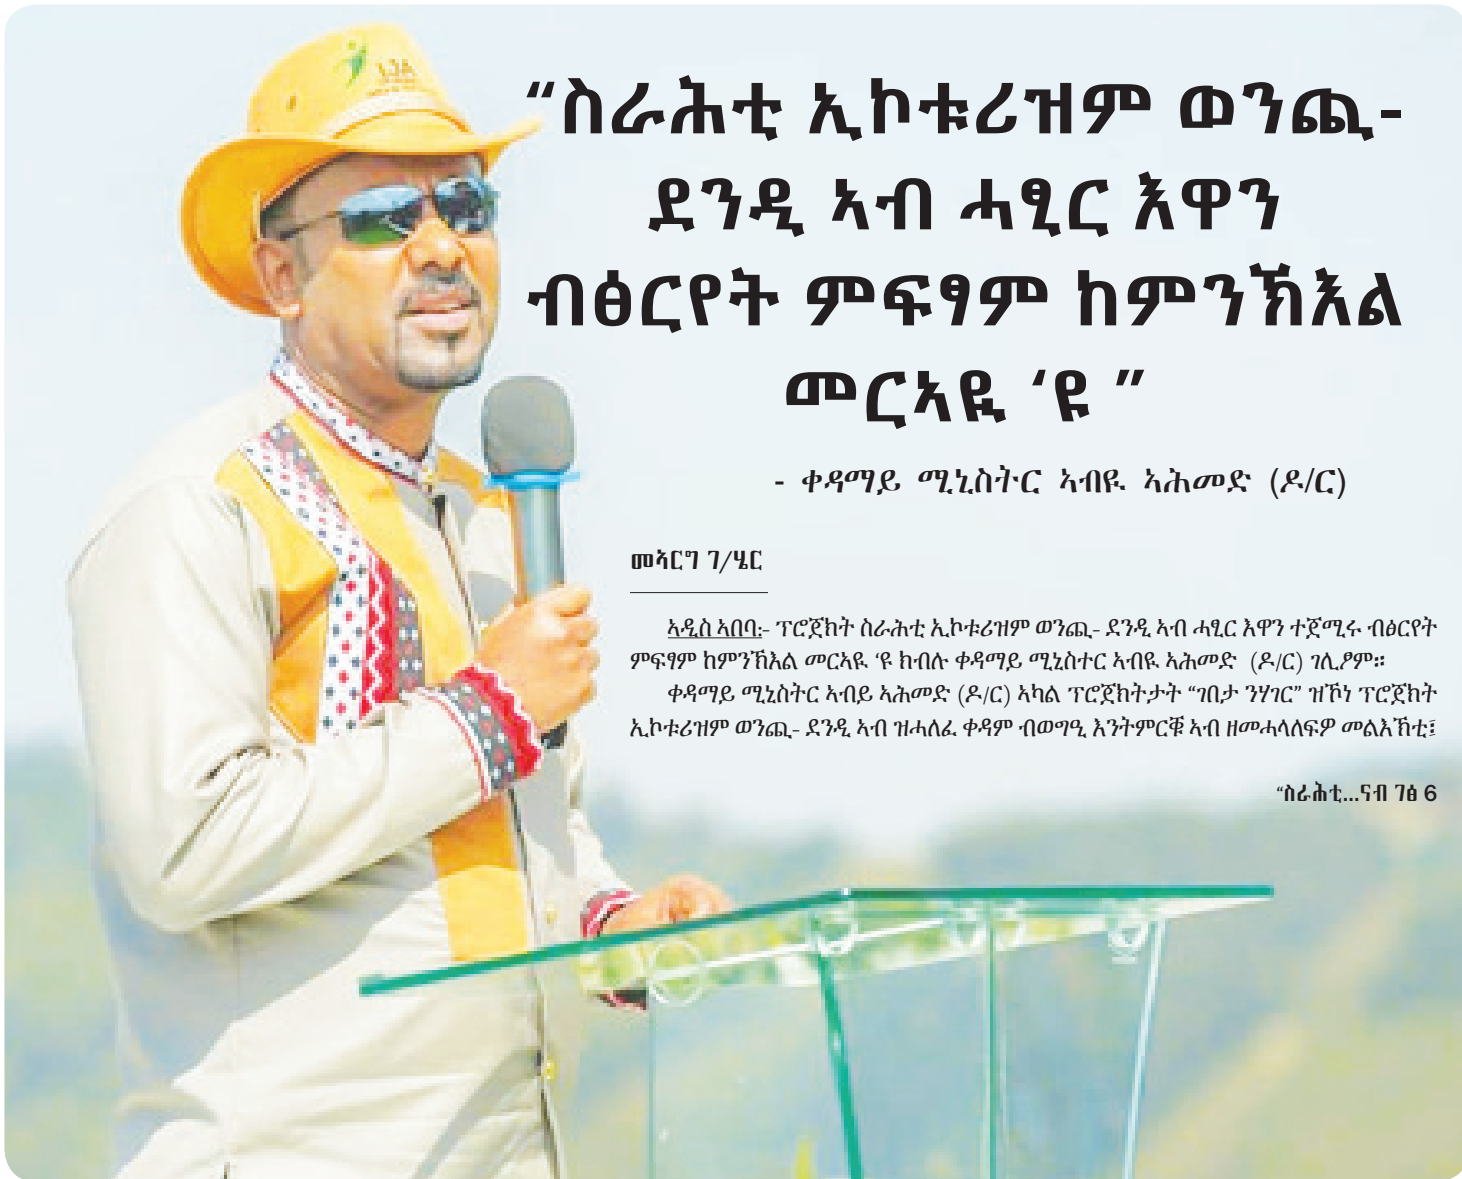 “ስራሕቲ ኢኮቱሪዝም ወንጪ-
ደንዲ ኣብ ሓፂር እዋን
ብፅርየት ምፍፃም ከምንኽእል
መርኣዪ ‘ዩ ”
- ቀዳማይ ሚኒስትር ኣብዪ ኣሕመድ (ዶ/ር)
መኣርግ ገ/ሄር
ኣዲስ ኣበባ:- ፕሮጀክት ስራሕቲ ኢኮቱሪዝም ወንጪ- ደንዲ ኣብ ሓፂር እዋን ተጀሚሩ ብፅርየት
ምፍፃም ከምንኽእል መርኣዪ ‘ዩ ክብሉ ቀዳማይ ሚኒስተር ኣብዪ ኣሕመድ (ዶ/ር) ገሊፆም።
ቀዳማይ ሚኒስትር ኣብይ ኣሕመድ (ዶ/ር) ኣካል ፕሮጀክትታት “ገበታ ንሃገር” ዝኾነ ፕሮጀክት
ኢኮቱሪዝም ወንጪ- ደንዲ ኣብ ዝሓለፈ ቀዳም ብወግዒ እንትምርቑ ኣብ ዘመሓላለፍዎ መልእኽቲ፤
“ስራሕቲ...ናብ ገፅ 6